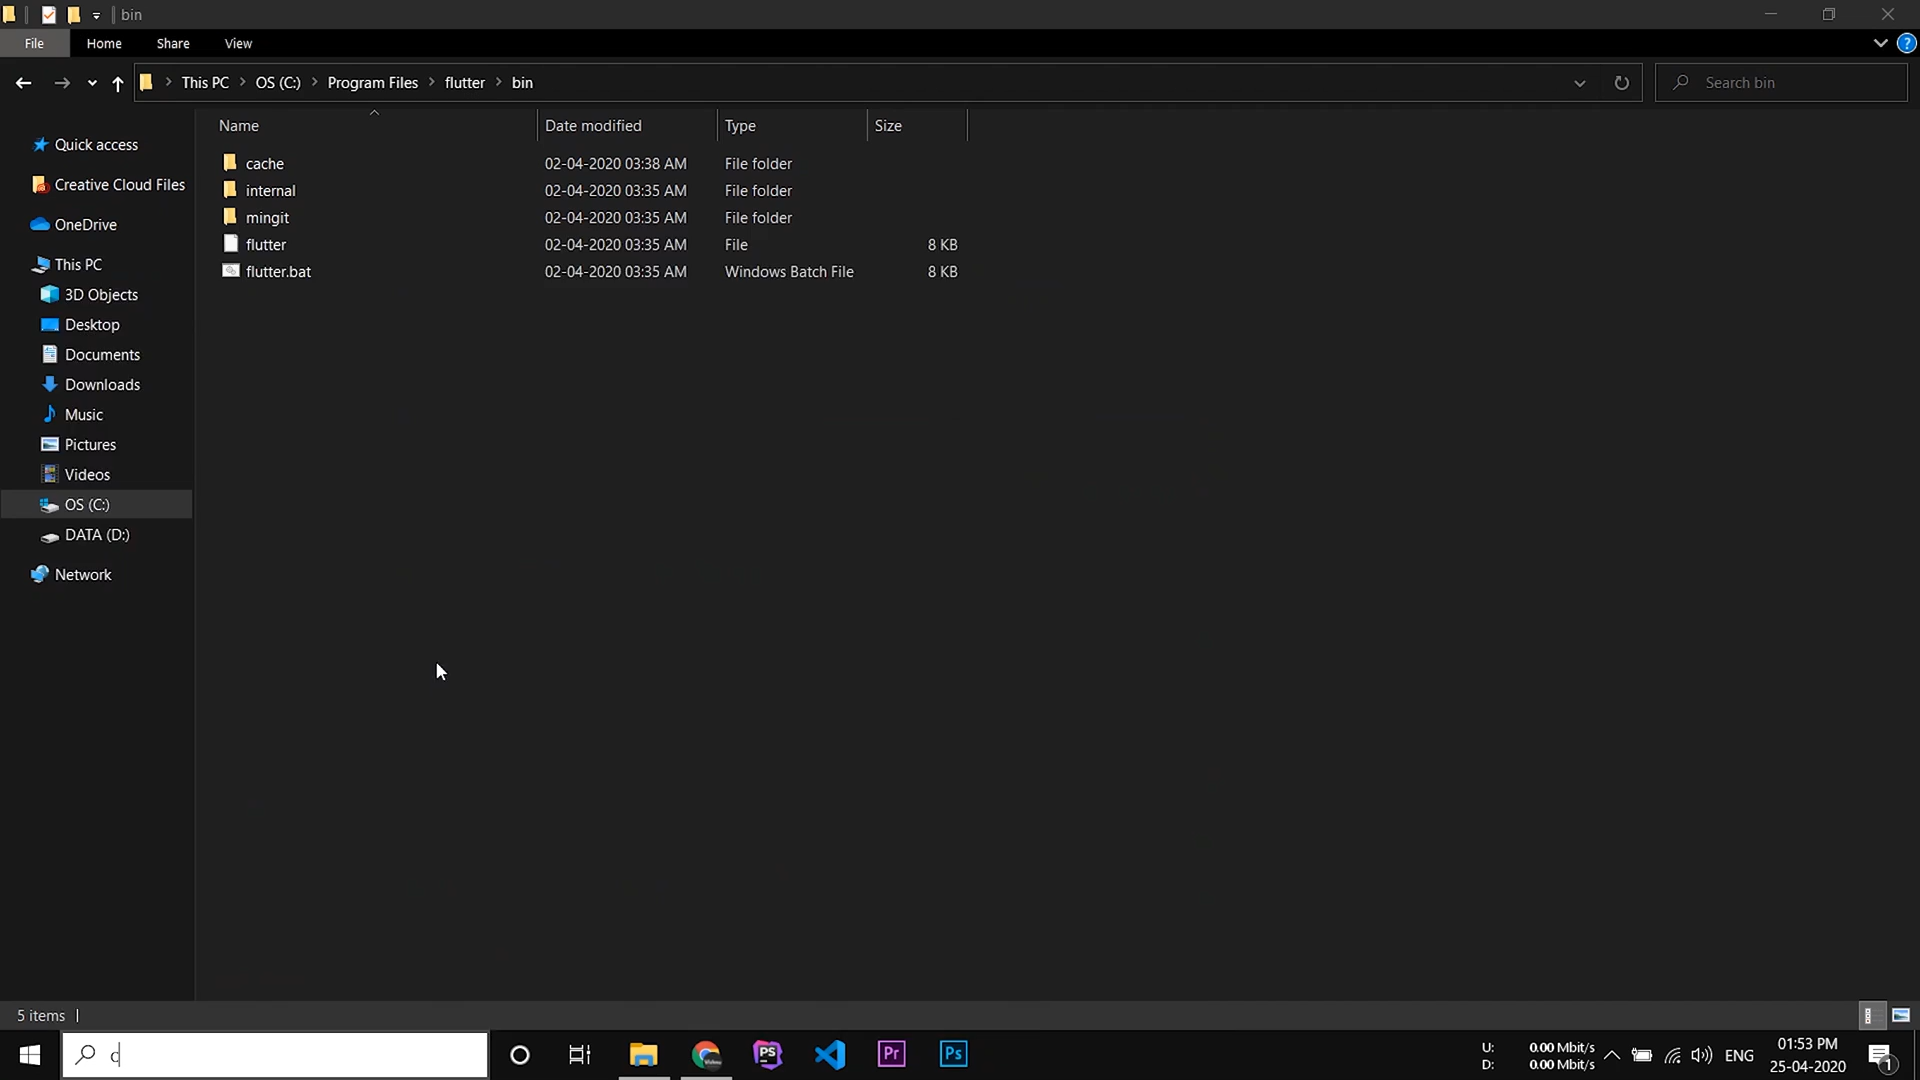 bin
File Home Share View
This PC OS (C:) Program Files flutter bin
Search bin
Name Date modified Type Size
cache 02-04-2020 03:38 AM File folder
internal 02-04-2020 03:35 AM File folder
mingit 02-04-2020 03:35 AM File folder
flutter 02-04-2020 03:35 AM File 8 KB
flutter.bat 02-04-2020 03:35 AM Windows Batch File 8 KB
Quick access
Creative Cloud Files
OneDrive
This PC
3D Objects
Desktop
Documents
Downloads
Music
Pictures
Videos
OS (C:)
DATA (D:)
Network
5 items
c
PS
Pr
Ps
U: 0.00 Mbit/s
D: 0.00 Mbit/s
ENG
01:53 PM
25-04-2020
1